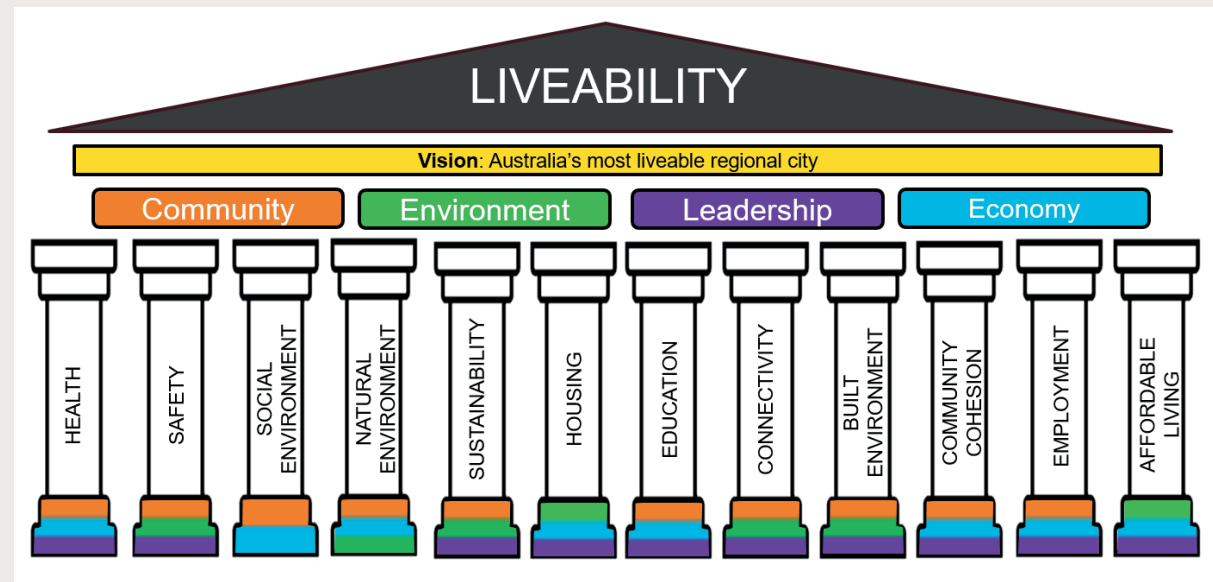 LIVEABILITY
Vision: Australia's most liveable regional city
Community
Environment
Leadership
Economy
HEALTH
SAFETY
SOCIAL
ENVIRONMENT
NATURAL
ENVIRONMENT
SUSTAINABILITY
HOUSING
EDUCATION
CONNECTIVITY
BUILT
ENVIRONMENT
COMMUNITY
COHESION
EMPLOYMENT
AFFORDABLE
LIVING